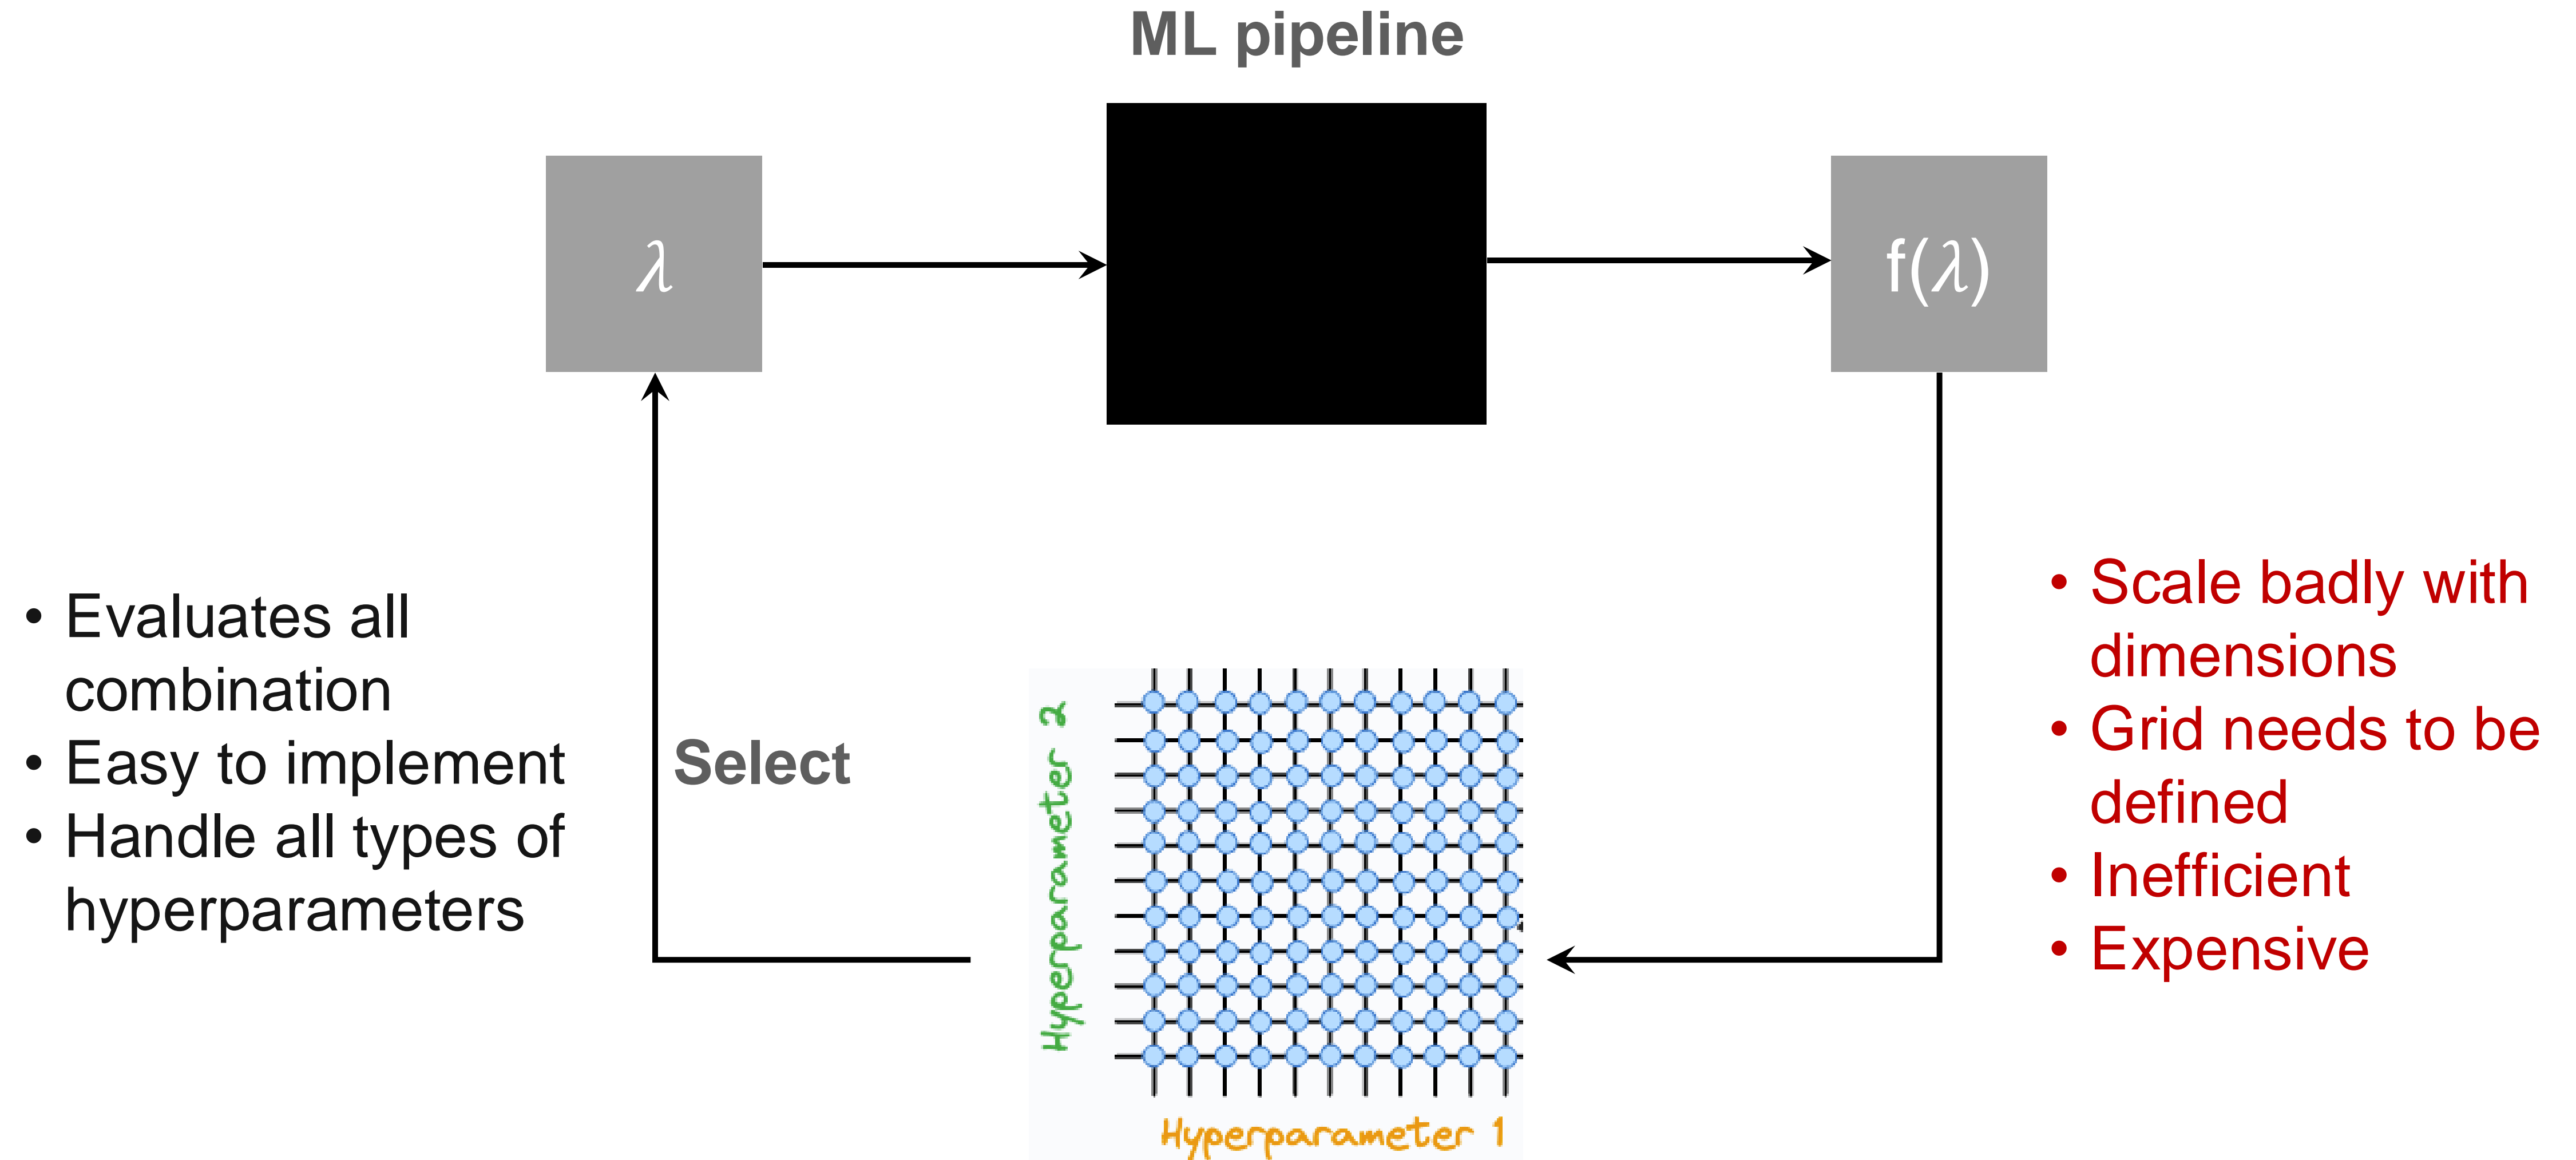 ML pipeline
λ
f(λ)
• Evaluates all
combination
• Easy to implement
• Handle all types of
hyperparameters
Select
Hyperparameter 2
Hyperparameter 1
• Scale badly with
dimensions
• Grid needs to be
defined
• Inefficient
• Expensive